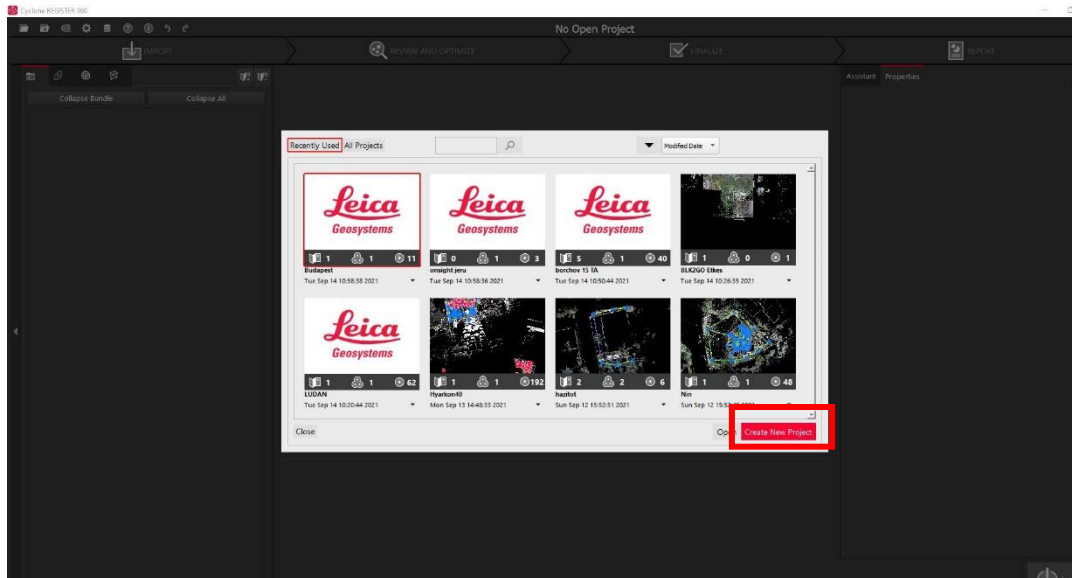 Cyclone REGISTER 360
No Open Project
IMPORT
REVIEW AND OPTIMIZE
FINALIZE
REPORT
Collapse Bundle Collapse All
Assistant Properties
Recently Used All Projects
Modified Date
Leica Geosystems
1 1 11
Budapest
Tue Sep 14 10:58:58 2021
Leica Geosystems
0 1 3
onsight jeru
Tue Sep 14 10:58:36 2021
Leica Geosystems
5 1 40
borchov 15 TA
Tue Sep 14 10:50:44 2021
1 0 1
BLK2GO Etkes
Tue Sep 14 10:26:35 2021
Leica Geosystems
1 1 62
LUDAN
Tue Sep 14 10:20:44 2021
1 1 192
Hyarkon40
Mon Sep 13 14:48:33 2021
2 2 6
hazitot
Sun Sep 12 15:52:51 2021
1 1 48
Nin
Sun Sep 12
Close
Create New Project